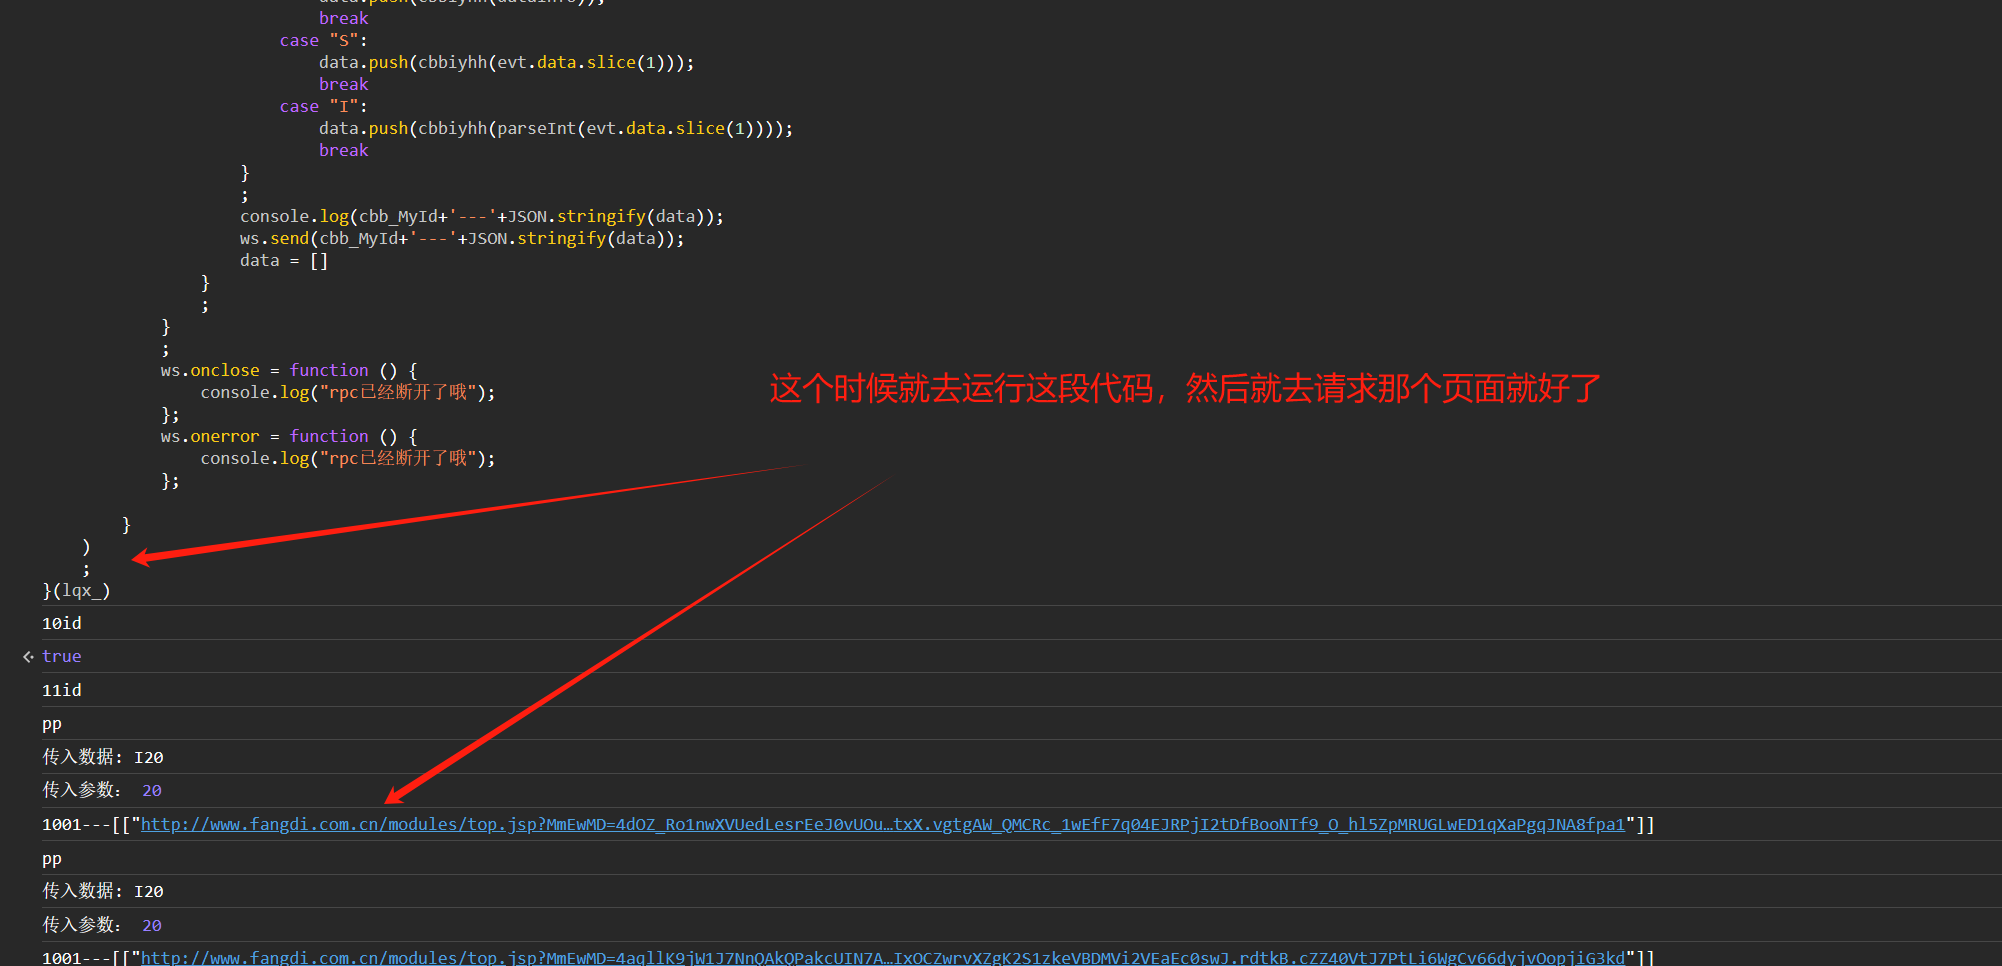 break
case "S":
data.push(cbbiyhh(evt.data.slice(1)));
break
case "I":
data.push(cbbiyhh(parseInt(evt.data.slice(1))));
break
}
;
console.log(cbb_MyId+'---'+JSON.stringify(data));
ws.send(cbb_MyId+'---'+JSON.stringify(data));
data = []
}
;
}
;
ws.onclose = function () {
console.log("rpc已经断开了哦");
};
ws.onerror = function () {
console.log("rpc已经断开了哦");
};
}
)
;
}(lqx_)
这个时候就去运行这段代码，然后就去请求那个页面就好了
10id
true
11id
pp
传入数据: I20
传入参数： 20
1001---[["http://www.fangdi.com.cn/modules/top.jsp?MmEwMD=4dOZ_Ro1nwXVUedLesrEeJ0vUOu…txX.vgtgAW_QMCRc_1wEfF7q04EJRPjI2tDfBooNTf9_O_hl5ZpMRUGLwED1qXaPgqJNA8fpa1"]]
pp
传入数据: I20
传入参数： 20
1001---[["http://www.fangdi.com.cn/modules/top.jsp?MmEwMD=4aqllK9jW1J7NnQAkQPakcUIN7A…IxOCZwrvXZgK2S1zkeVBDMVi2VEaEc0swJ.rdtkB.cZZ40VtJ7PtLi6WgCv66dyjvOopjiG3kd"]]